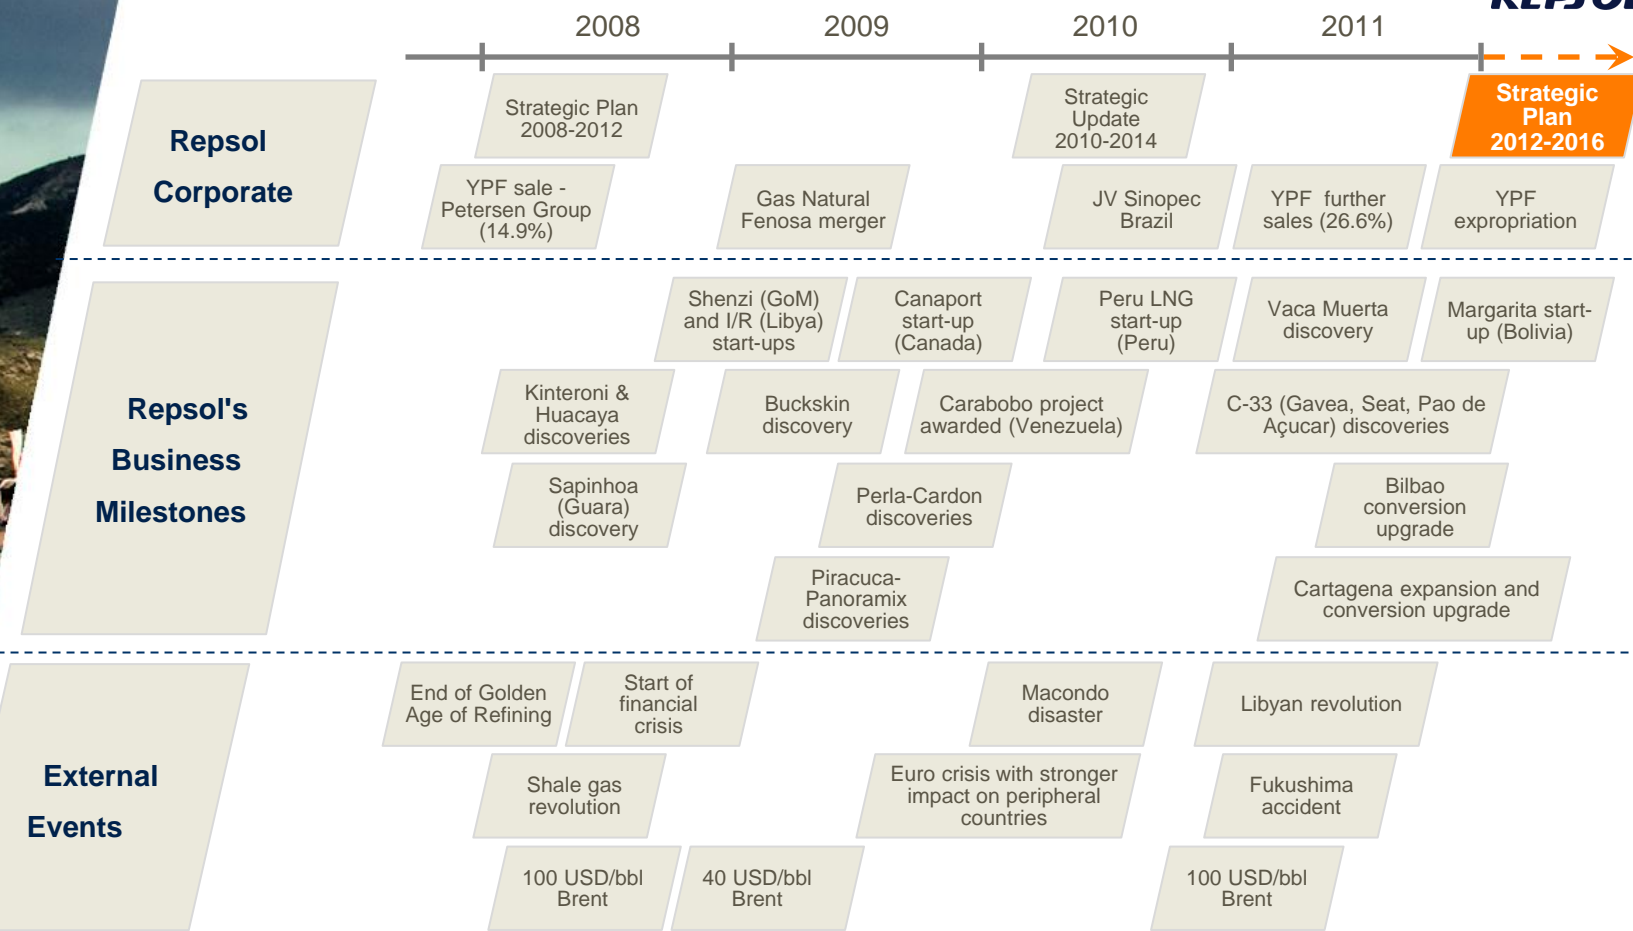 2008 2009 2010 2011
Repsol
Corporate
Strategic Plan
2008-2012
Strategic
Update
2010-2014
Strategic
Plan
2012-2016
YPF sale -
Petersen Group
(14.9%)
Gas Natural
Fenosa merger
JV Sinopec
Brazil
YPF further
sales (26.6%)
YPF
expropriation
Repsol's
Business
Milestones
Shenzi (GoM)
and I/R (Libya)
start-ups
Canaport
start-up
(Canada)
Peru LNG
start-up
(Peru)
Vaca Muerta
discovery
Margarita start-
up (Bolivia)
Kinteroni &
Huacaya
discoveries
Buckskin
discovery
Carabobo project
awarded (Venezuela)
C-33 (Gavea, Seat, Pao de
Açucar) discoveries
Sapinhoa
(Guara)
discovery
Perla-Cardon
discoveries
Bilbao
conversion
upgrade
Piracuca-
Panoramix
discoveries
Cartagena expansion and
conversion upgrade
External
Events
End of Golden
Age of Refining
Start of
financial
crisis
Macondo
disaster
Libyan revolution
Shale gas
revolution
Euro crisis with stronger
impact on peripheral
countries
Fukushima
accident
100 USD/bbl
Brent
40 USD/bbl
Brent
100 USD/bbl
Brent